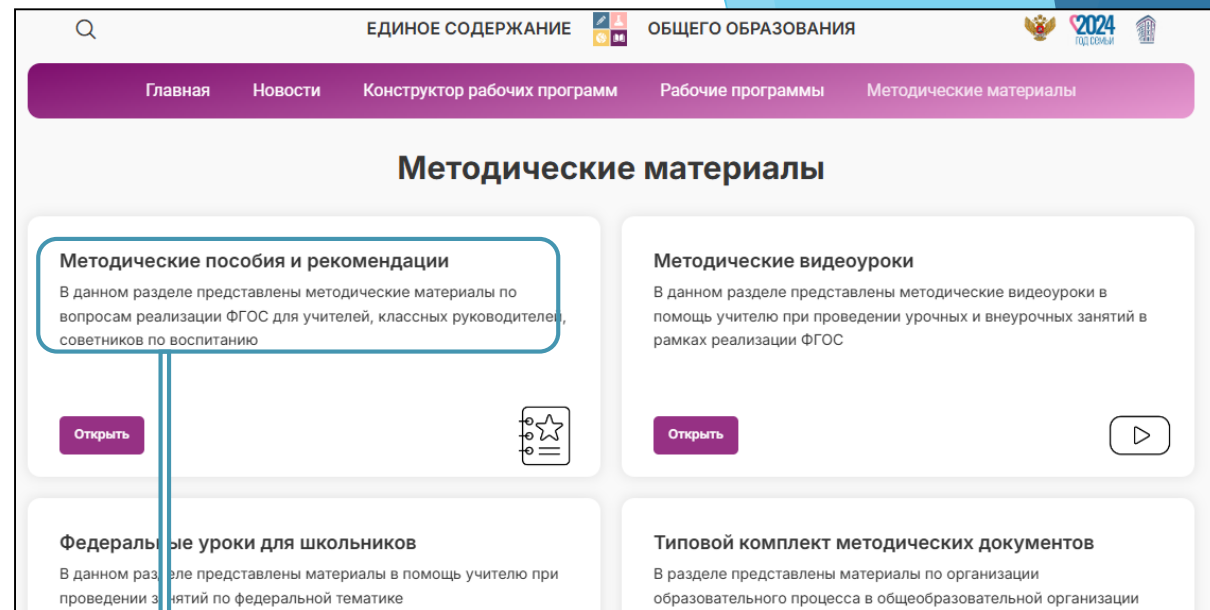 ЕДИНОЕ СОДЕРЖАНИЕ ОБЩЕГО ОБРАЗОВАНИЯ
2024
ГОД СЕМЬИ
Главная Новости Конструктор рабочих программ Рабочие программы Методические материалы
Методические материалы
Методические пособия и рекомендации
В данном разделе представлены методические материалы по
вопросам реализации ФГОС для учителей, классных руководителей,
советников по воспитанию
Открыть
Методические видеоуроки
В данном разделе представлены методические видеоуроки в
помощь учителю при проведении урочных и внеурочных занятий в
рамках реализации ФГОС
Открыть
Федеральные уроки для школьников
В данном разделе представлены материалы в помощь учителю при
проведении занятий по федеральной тематике
Типовой комплект методических документов
В разделе представлены материалы по организации
образовательного процесса в общеобразовательной организации